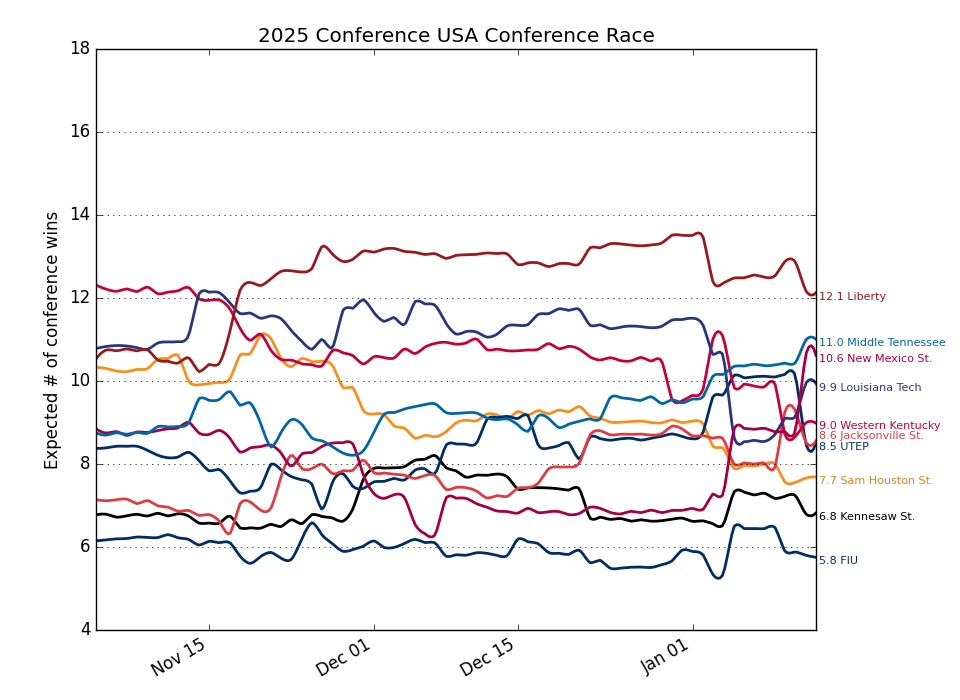 2025 Conference USA Conference Race
Expected # of conference wins
18
16
14
12
10
8
6
4
Nov 15
Dec 01
Dec 15
Jan 01
12.1 Liberty
11.0 Middle Tennessee
10.6 New Mexico St.
9.9 Louisiana Tech
9.0 Western Kentucky
8.6 Jacksonville St.
8.5 UTEP
7.7 Sam Houston St.
6.8 Kennesaw St.
5.8 FIU